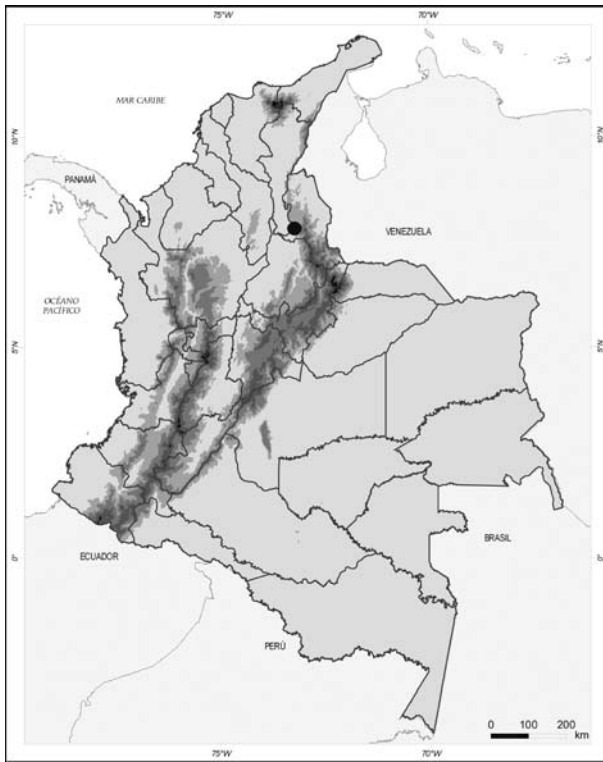 75°W 70°W
MAR CARIBE
10°N 10°N
PANAMÁ
VENEZUELA
OCÉANO
PACÍFICO
5°N 5°N
ECUADOR
BRASIL
0° 0°
PERÚ
0 100 200
km
75°W 70°W